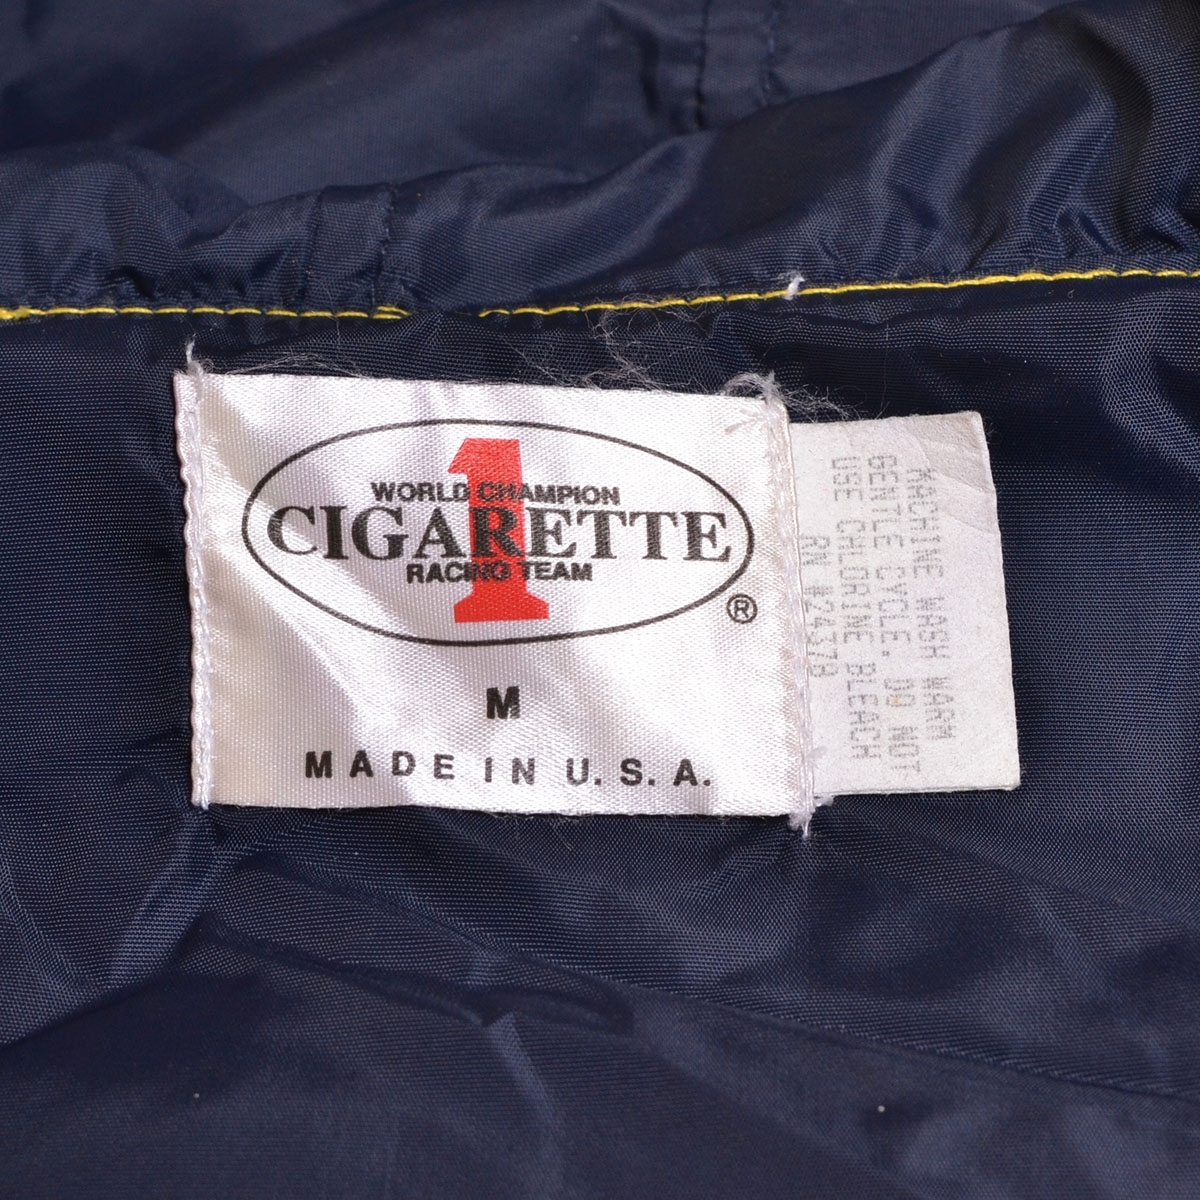 1
WORLD CHAMPION
CIGARETTE
RACING TEAM
®
M
MADE IN U.S.A.
MACHINE WASH WARM
GENTLE CYCLE. DO NOT
USE CHLORINE BLEACH
RN #24378